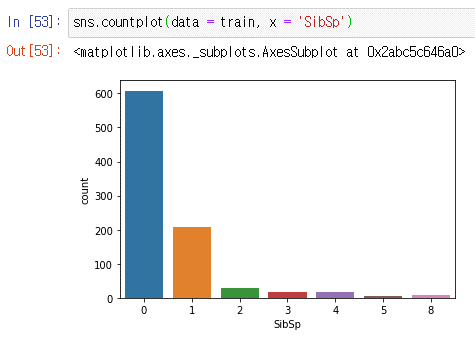 In [53]: sns.countplot(data = train, x = 'SibSp')
Out[53]: <matplotlib.axes._subplots.AxesSubplot at 0x2abc5c646a0>
600
500
400
300
200
100
0
count
0 1 2 3 4 5 8
SibSp